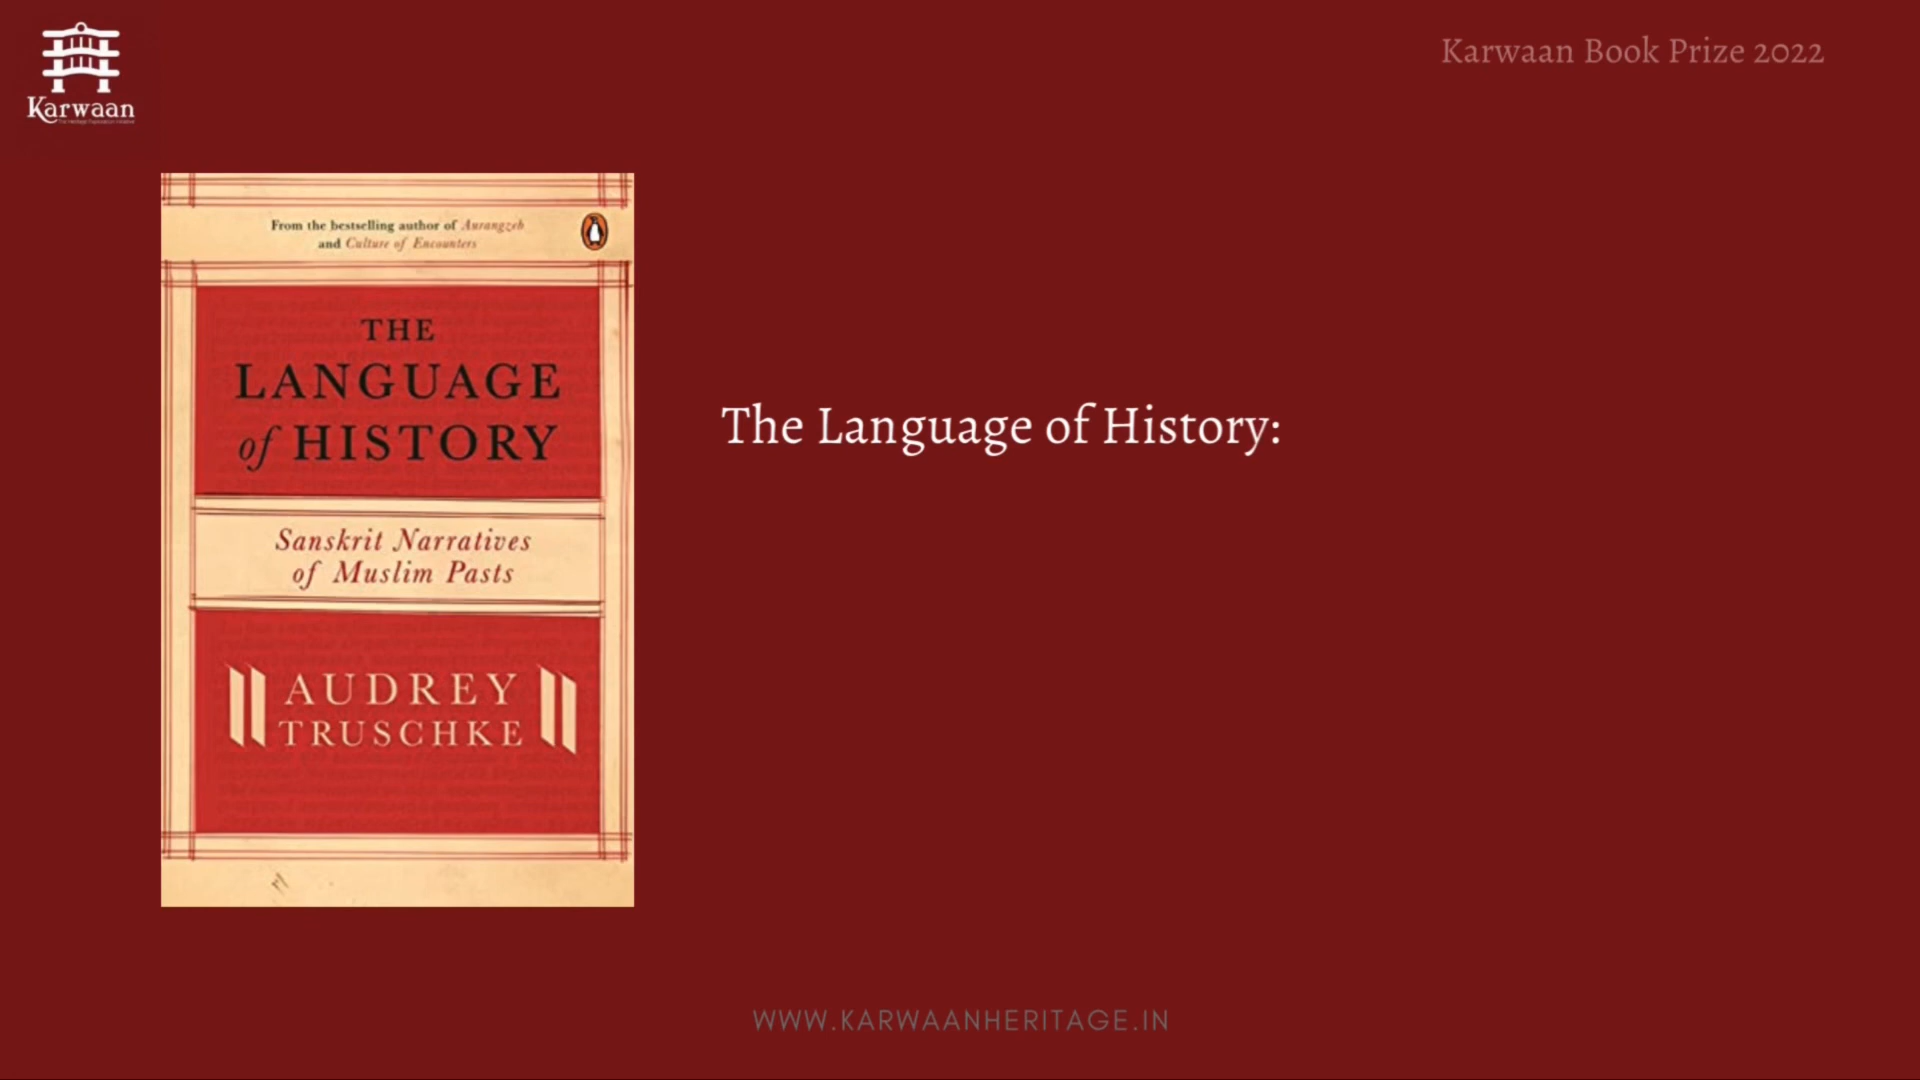 Karwaan
Karwaan Book Prize 2022
From the bestselling author of Aurangzeb
and Culture of Encounters
THE
LANGUAGE
of HISTORY
Sanskrit Narratives
of Muslim Pasts
AUDREY
TRUSCHKE
The Language of History:
WWW.KARWAANHERITAGE.IN